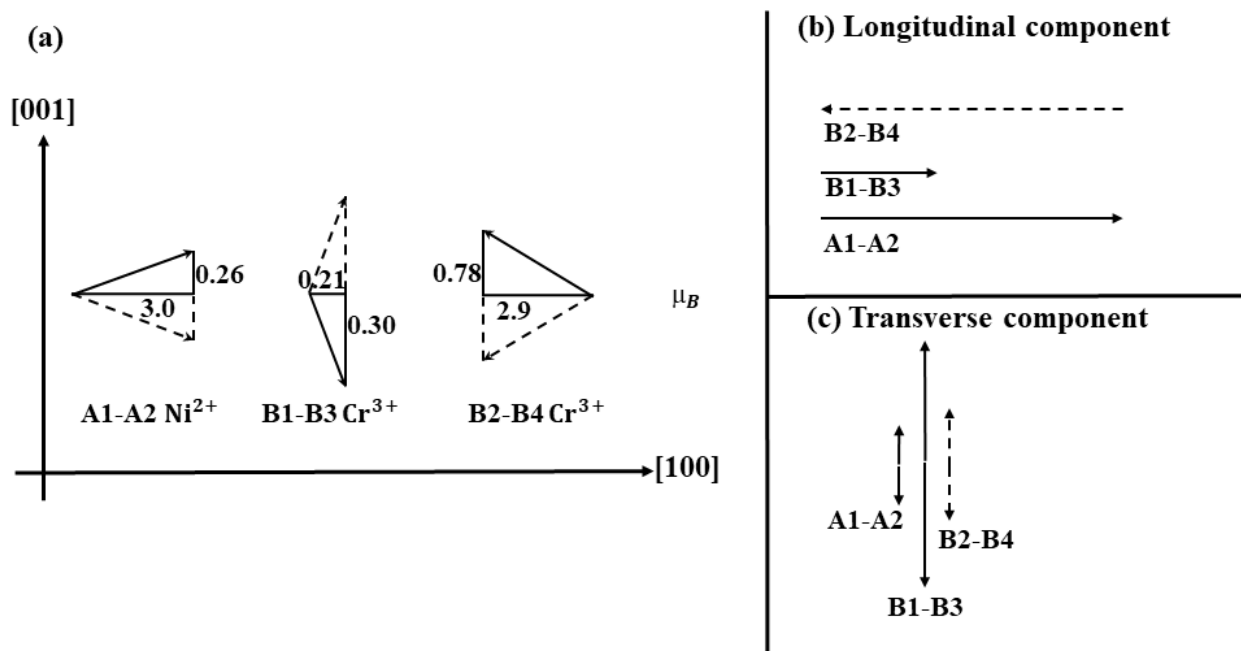 (a)
[001]
0.26
3.0
0.21
0.30
0.78
2.9
μ_B
A1-A2 Ni²⁺
B1-B3 Cr³⁺
B2-B4 Cr³⁺
[100]
(b) Longitudinal component
B2-B4
B1-B3
A1-A2
(c) Transverse component
A1-A2
B2-B4
B1-B3